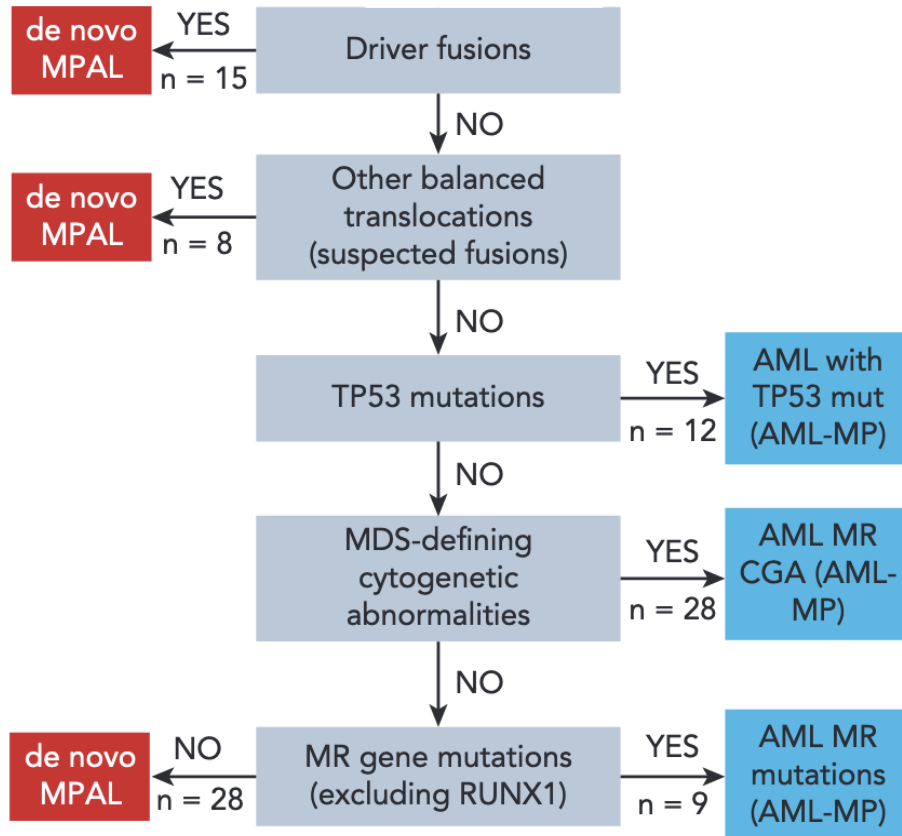 de novo
MPAL
YES
n = 15
Driver fusions
NO
de novo
MPAL
YES
n = 8
Other balanced
translocations
(suspected fusions)
NO
TP53 mutations
YES
n = 12
AML with
TP53 mut
(AML-MP)
NO
MDS-defining
cytogenetic
abnormalities
YES
n = 28
AML MR
CGA (AML-
MP)
NO
de novo
MPAL
NO
n = 28
MR gene mutations
(excluding RUNX1)
YES
n = 9
AML MR
mutations
(AML-MP)